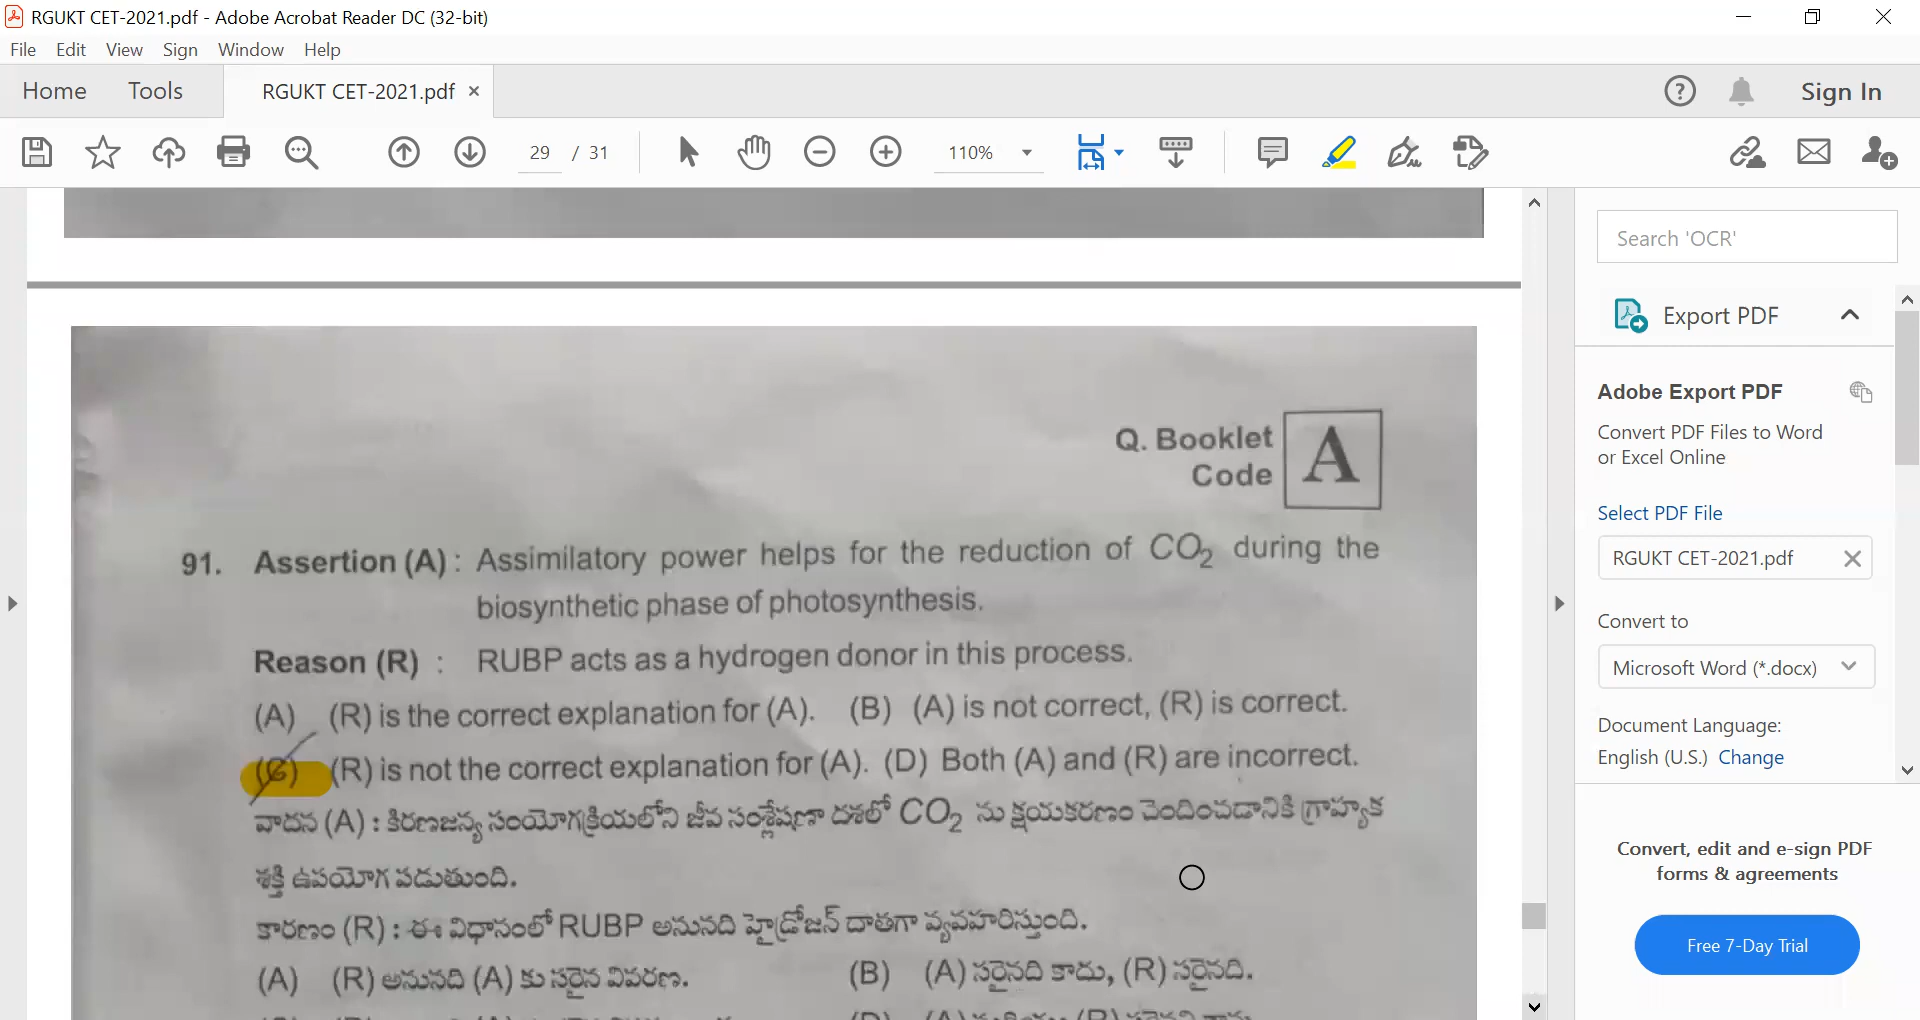 RGUKT CET-2021.pdf - Adobe Acrobat Reader DC (32-bit)
File Edit View Sign Window Help
Home Tools RGUKT CET-2021.pdf × Sign In
29 / 31 110%
Search 'OCR'
Export PDF
Adobe Export PDF
Convert PDF Files to Word
or Excel Online
Select PDF File
RGUKT CET-2021.pdf
Convert to
Microsoft Word (*.docx)
Document Language:
English (U.S.) Change
Convert, edit and e-sign PDF
forms & agreements
Free 7-Day Trial
Q. Booklet
Code A
91. Assertion (A) : Assimilatory power helps for the reduction of CO₂ during the
biosynthetic phase of photosynthesis.
Reason (R) : RUBP acts as a hydrogen donor in this process.
(A) (R) is the correct explanation for (A). (B) (A) is not correct, (R) is correct.
(C) (R) is not the correct explanation for (A). (D) Both (A) and (R) are incorrect.
వాదన (A) : కిరణజన్య సంయోగక్రియలోని జీవ సంశ్లేషణా దశలో CO₂ ను క్షయకరణం చెందించడానికి గ్రాహ్యక
శక్తి ఉపయోగ పడుతుంది.
కారణం (R) : ఈ విధానంలో RUBP అనునది హైడ్రోజన్ దాతగా వ్యవహరిస్తుంది.
(A) (R) అనునది (A) కు సరైన వివరణ. (B) (A) సరైనది కాదు, (R) సరైనది.